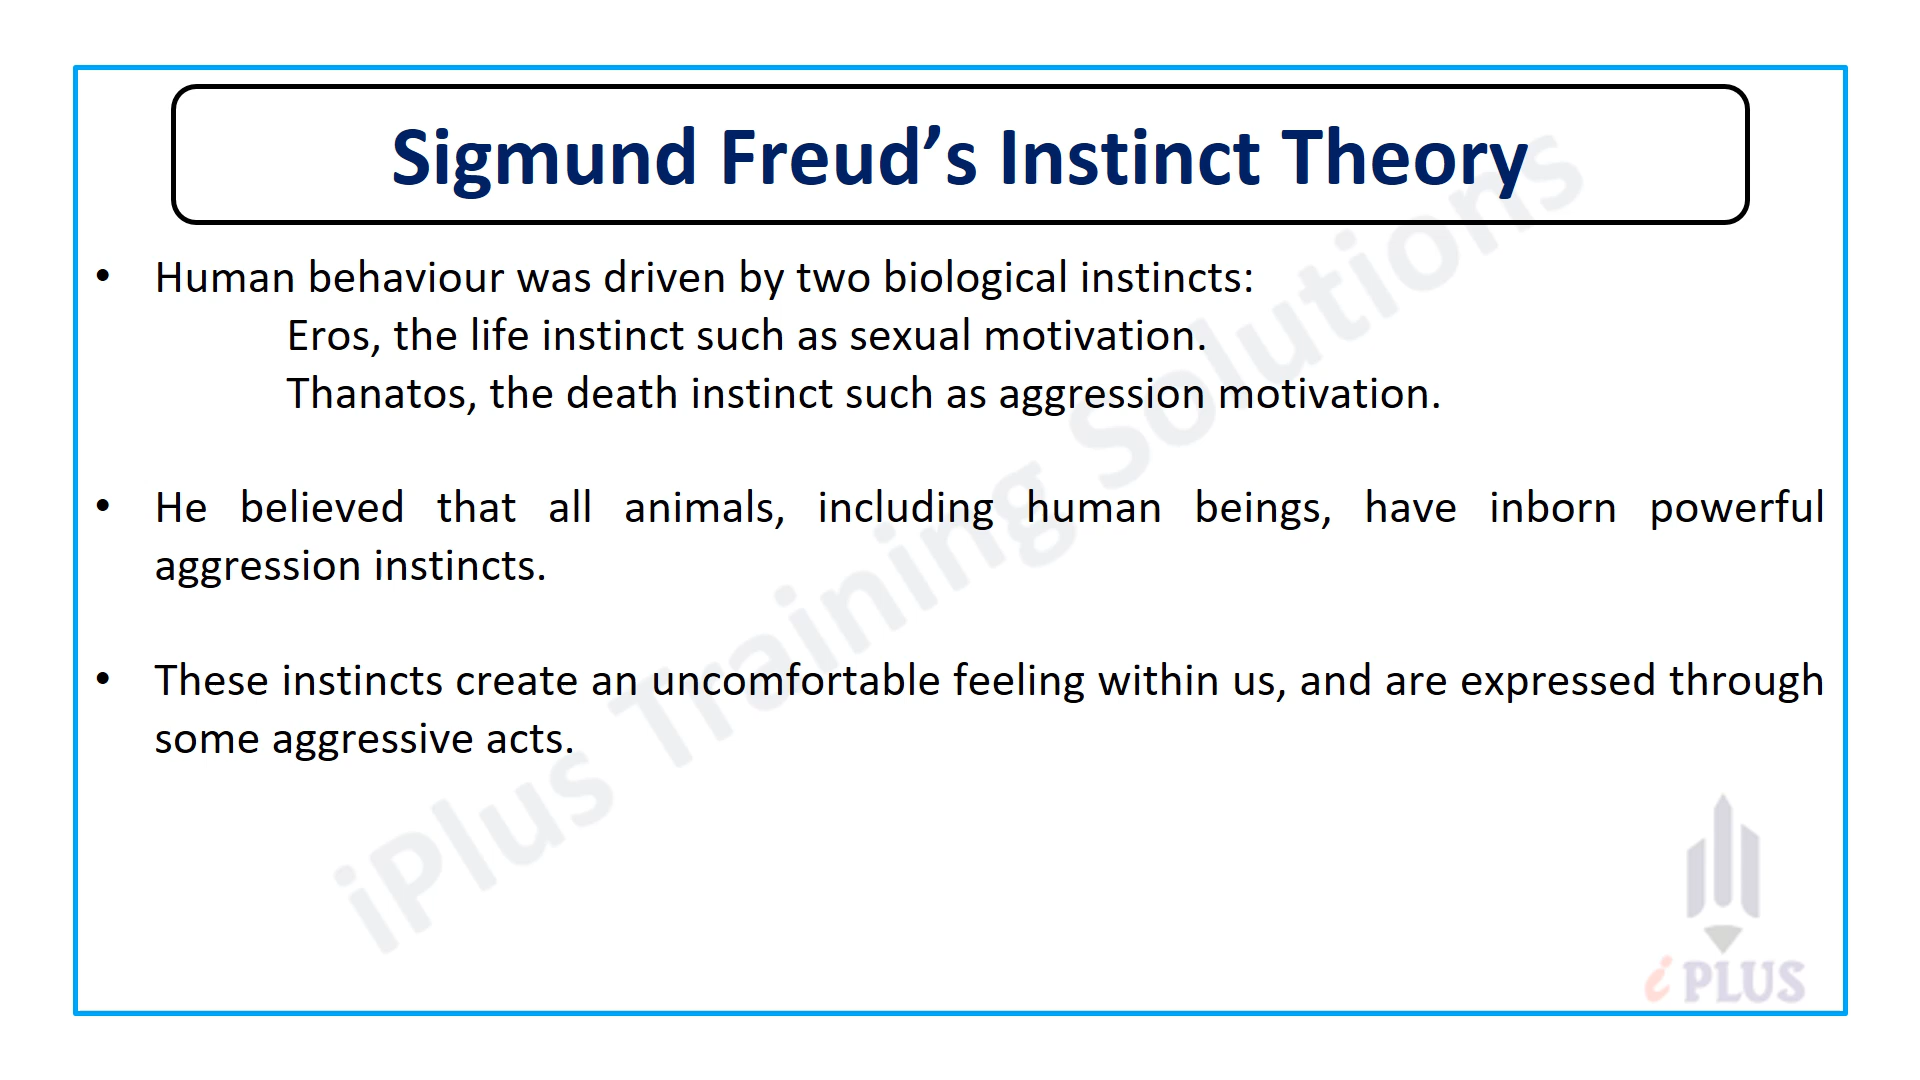 Sigmund Freud’s Instinct Theory
• Human behaviour was driven by two biological instincts:
Eros, the life instinct such as sexual motivation.
Thanatos, the death instinct such as aggression motivation.
• He believed that all animals, including human beings, have inborn powerful
aggression instincts.
• These instincts create an uncomfortable feeling within us, and are expressed through
some aggressive acts.
iPlus Training Solutions
i PLUS